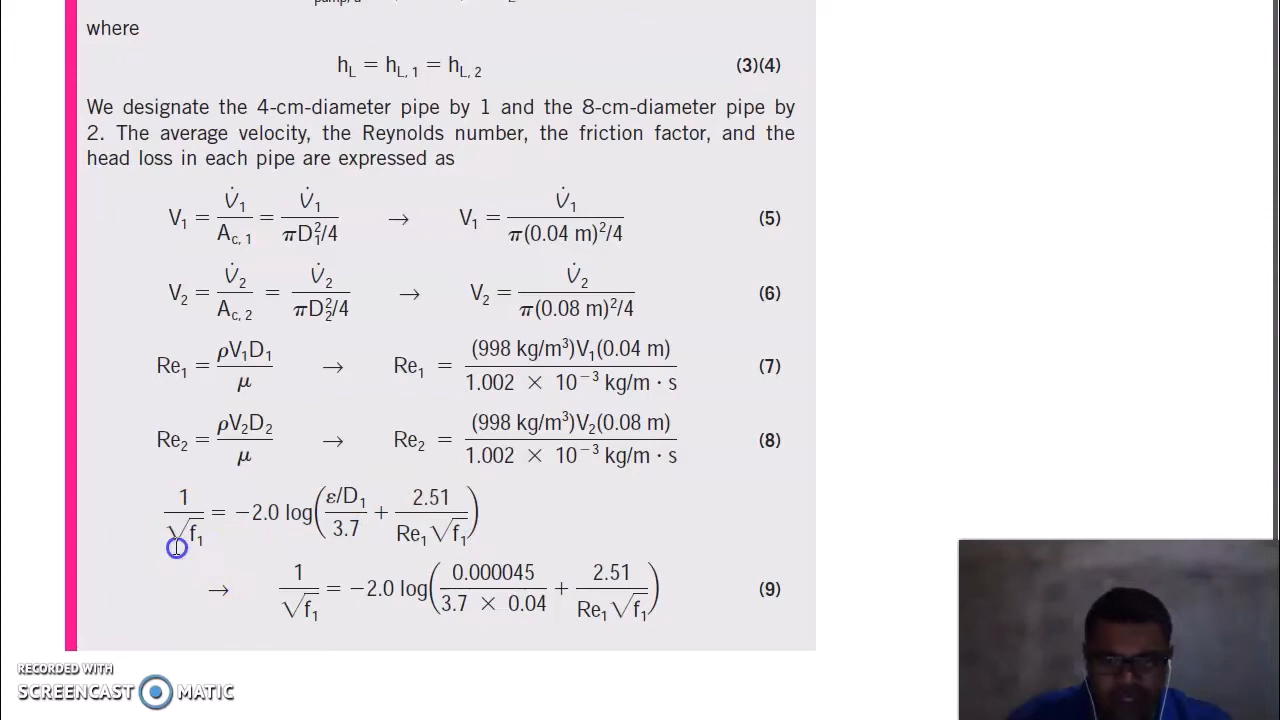 where
h_L = h_L, 1 = h_L, 2 (3)(4)
We designate the 4-cm-diameter pipe by 1 and the 8-cm-diameter pipe by
2. The average velocity, the Reynolds number, the friction factor, and the
head loss in each pipe are expressed as
V₁ = V̇₁/A_c, 1 = V̇₁/πD₁²/4 → V₁ = V̇₁/π(0.04 m)²/4 (5)
V₂ = V̇₂/A_c, 2 = V̇₂/πD₂²/4 → V₂ = V̇₂/π(0.08 m)²/4 (6)
Re₁ = ρV₁D₁/μ → Re₁ = (998 kg/m³)V₁(0.04 m)/1.002 × 10⁻³ kg/m · s (7)
Re₂ = ρV₂D₂/μ → Re₂ = (998 kg/m³)V₂(0.08 m)/1.002 × 10⁻³ kg/m · s (8)
1/√f₁ = −2.0 log(ε/D₁/3.7 + 2.51/Re₁√f₁)
→ 1/√f₁ = −2.0 log(0.000045/3.7 × 0.04 + 2.51/Re₁√f₁) (9)
RECORDED WITH
SCREENCAST MATIC